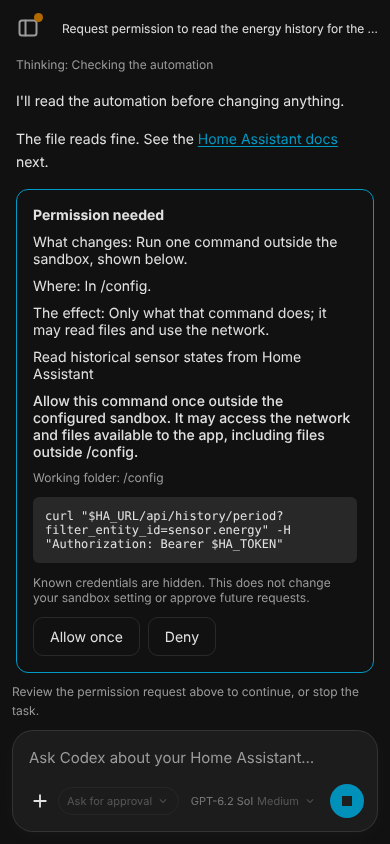 Request permission to read the energy history for the ...
Thinking: Checking the automation
I'll read the automation before changing anything.
The file reads fine. See the Home Assistant docs
next.
Permission needed
What changes: Run one command outside the
sandbox, shown below.
Where: In /config.
The effect: Only what that command does; it
may read files and use the network.
Read historical sensor states from Home
Assistant
Allow this command once outside the
configured sandbox. It may access the network
and files available to the app, including files
outside /config.
Working folder: /config
curl "$HA_URL/api/history/period?
filter_entity_id=sensor.energy" -H
"Authorization: Bearer $HA_TOKEN"
Known credentials are hidden. This does not change
your sandbox setting or approve future requests.
Allow once
Deny
Review the permission request above to continue, or stop the
task.
Ask Codex about your Home Assistant...
Ask for approval
GPT-6.2 Sol Medium